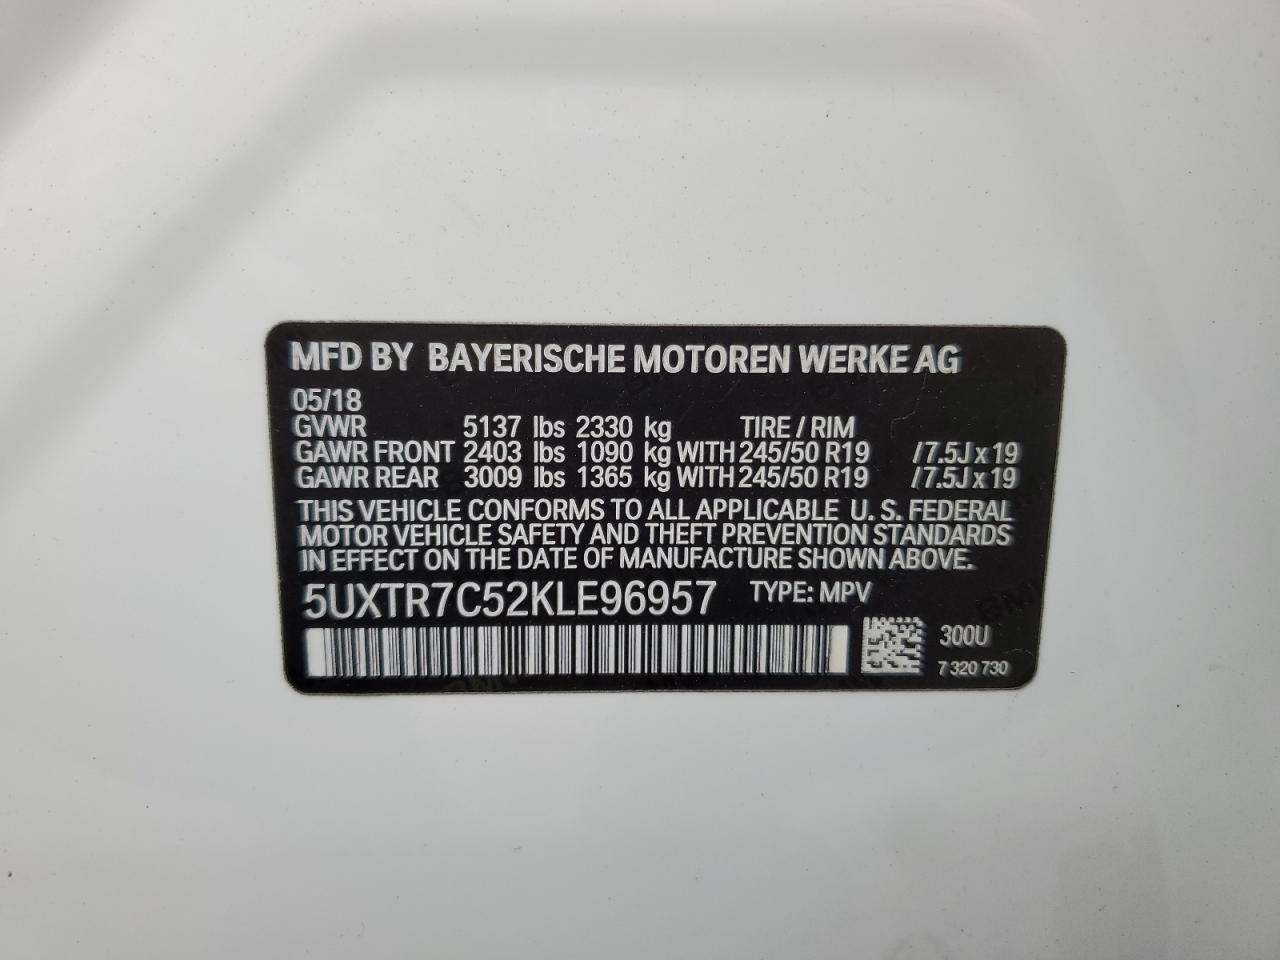 MFD BY BAYERISCHE MOTOREN WERKE AG
05/18
GVWR 5137 lbs 2330 kg TIRE / RIM
GAWR FRONT 2403 lbs 1090 kg WITH 245/50 R19 / 7.5J x 19
GAWR REAR 3009 lbs 1365 kg WITH 245/50 R19 / 7.5J x 19
THIS VEHICLE CONFORMS TO ALL APPLICABLE U. S. FEDERAL
MOTOR VEHICLE SAFETY AND THEFT PREVENTION STANDARDS
IN EFFECT ON THE DATE OF MANUFACTURE SHOWN ABOVE.
5UXTR7C52KLE96957 TYPE: MPV
300U
7 320 730